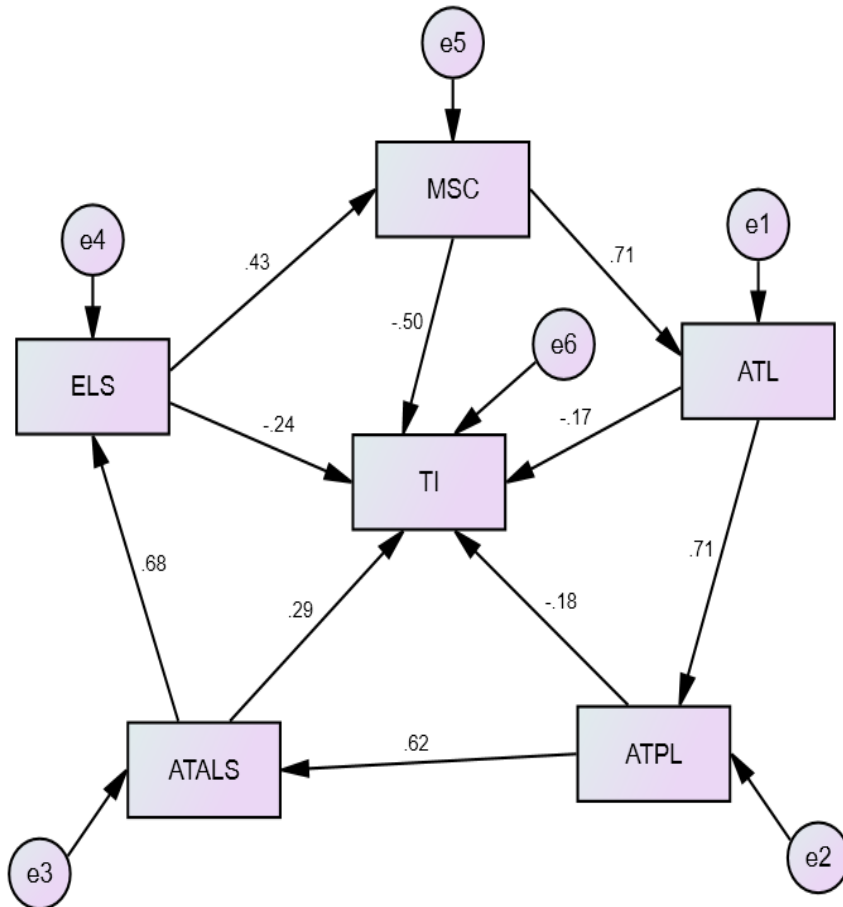 e5
MSC
e4
e1
.43
.71
-.50
e6
ELS
ATL
-.24
-.17
TI
.71
.68
.29
-.18
.62
ATALS
ATPL
e3
e2